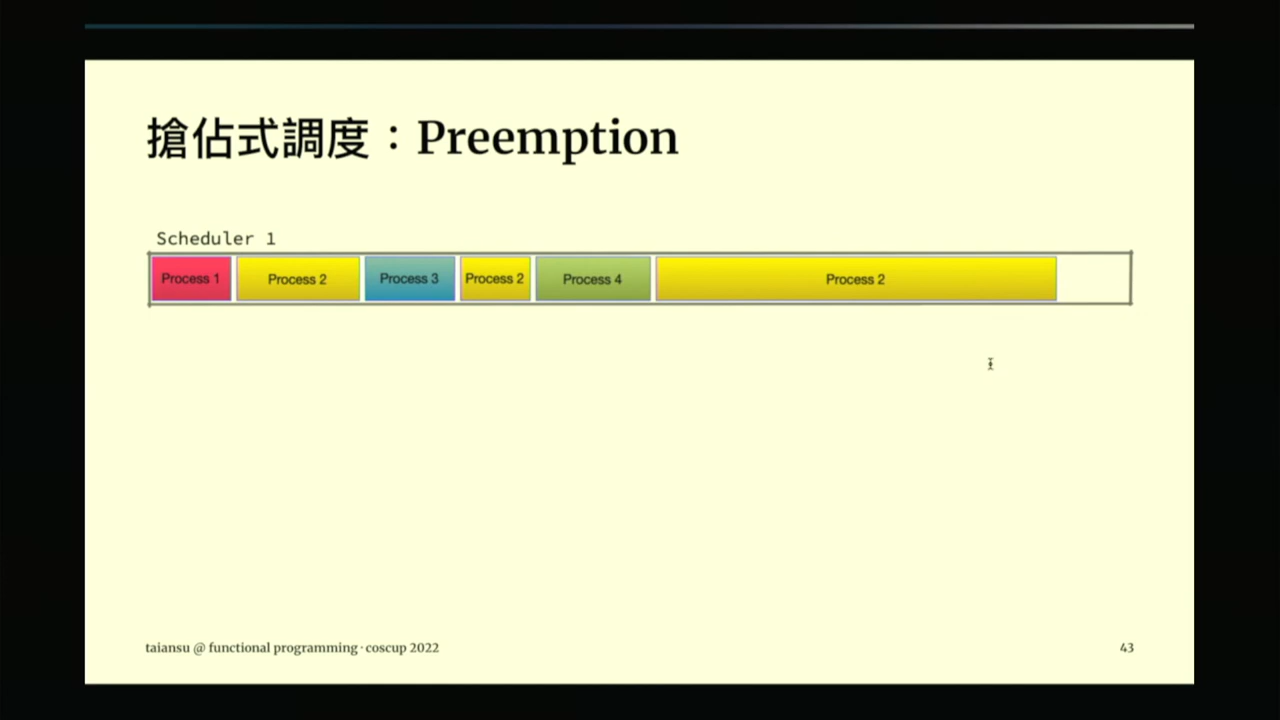 搶佔式調度：Preemption
Scheduler 1
Process 1 Process 2 Process 3 Process 2 Process 4 Process 2
taiansu @ functional programming · coscup 2022 43